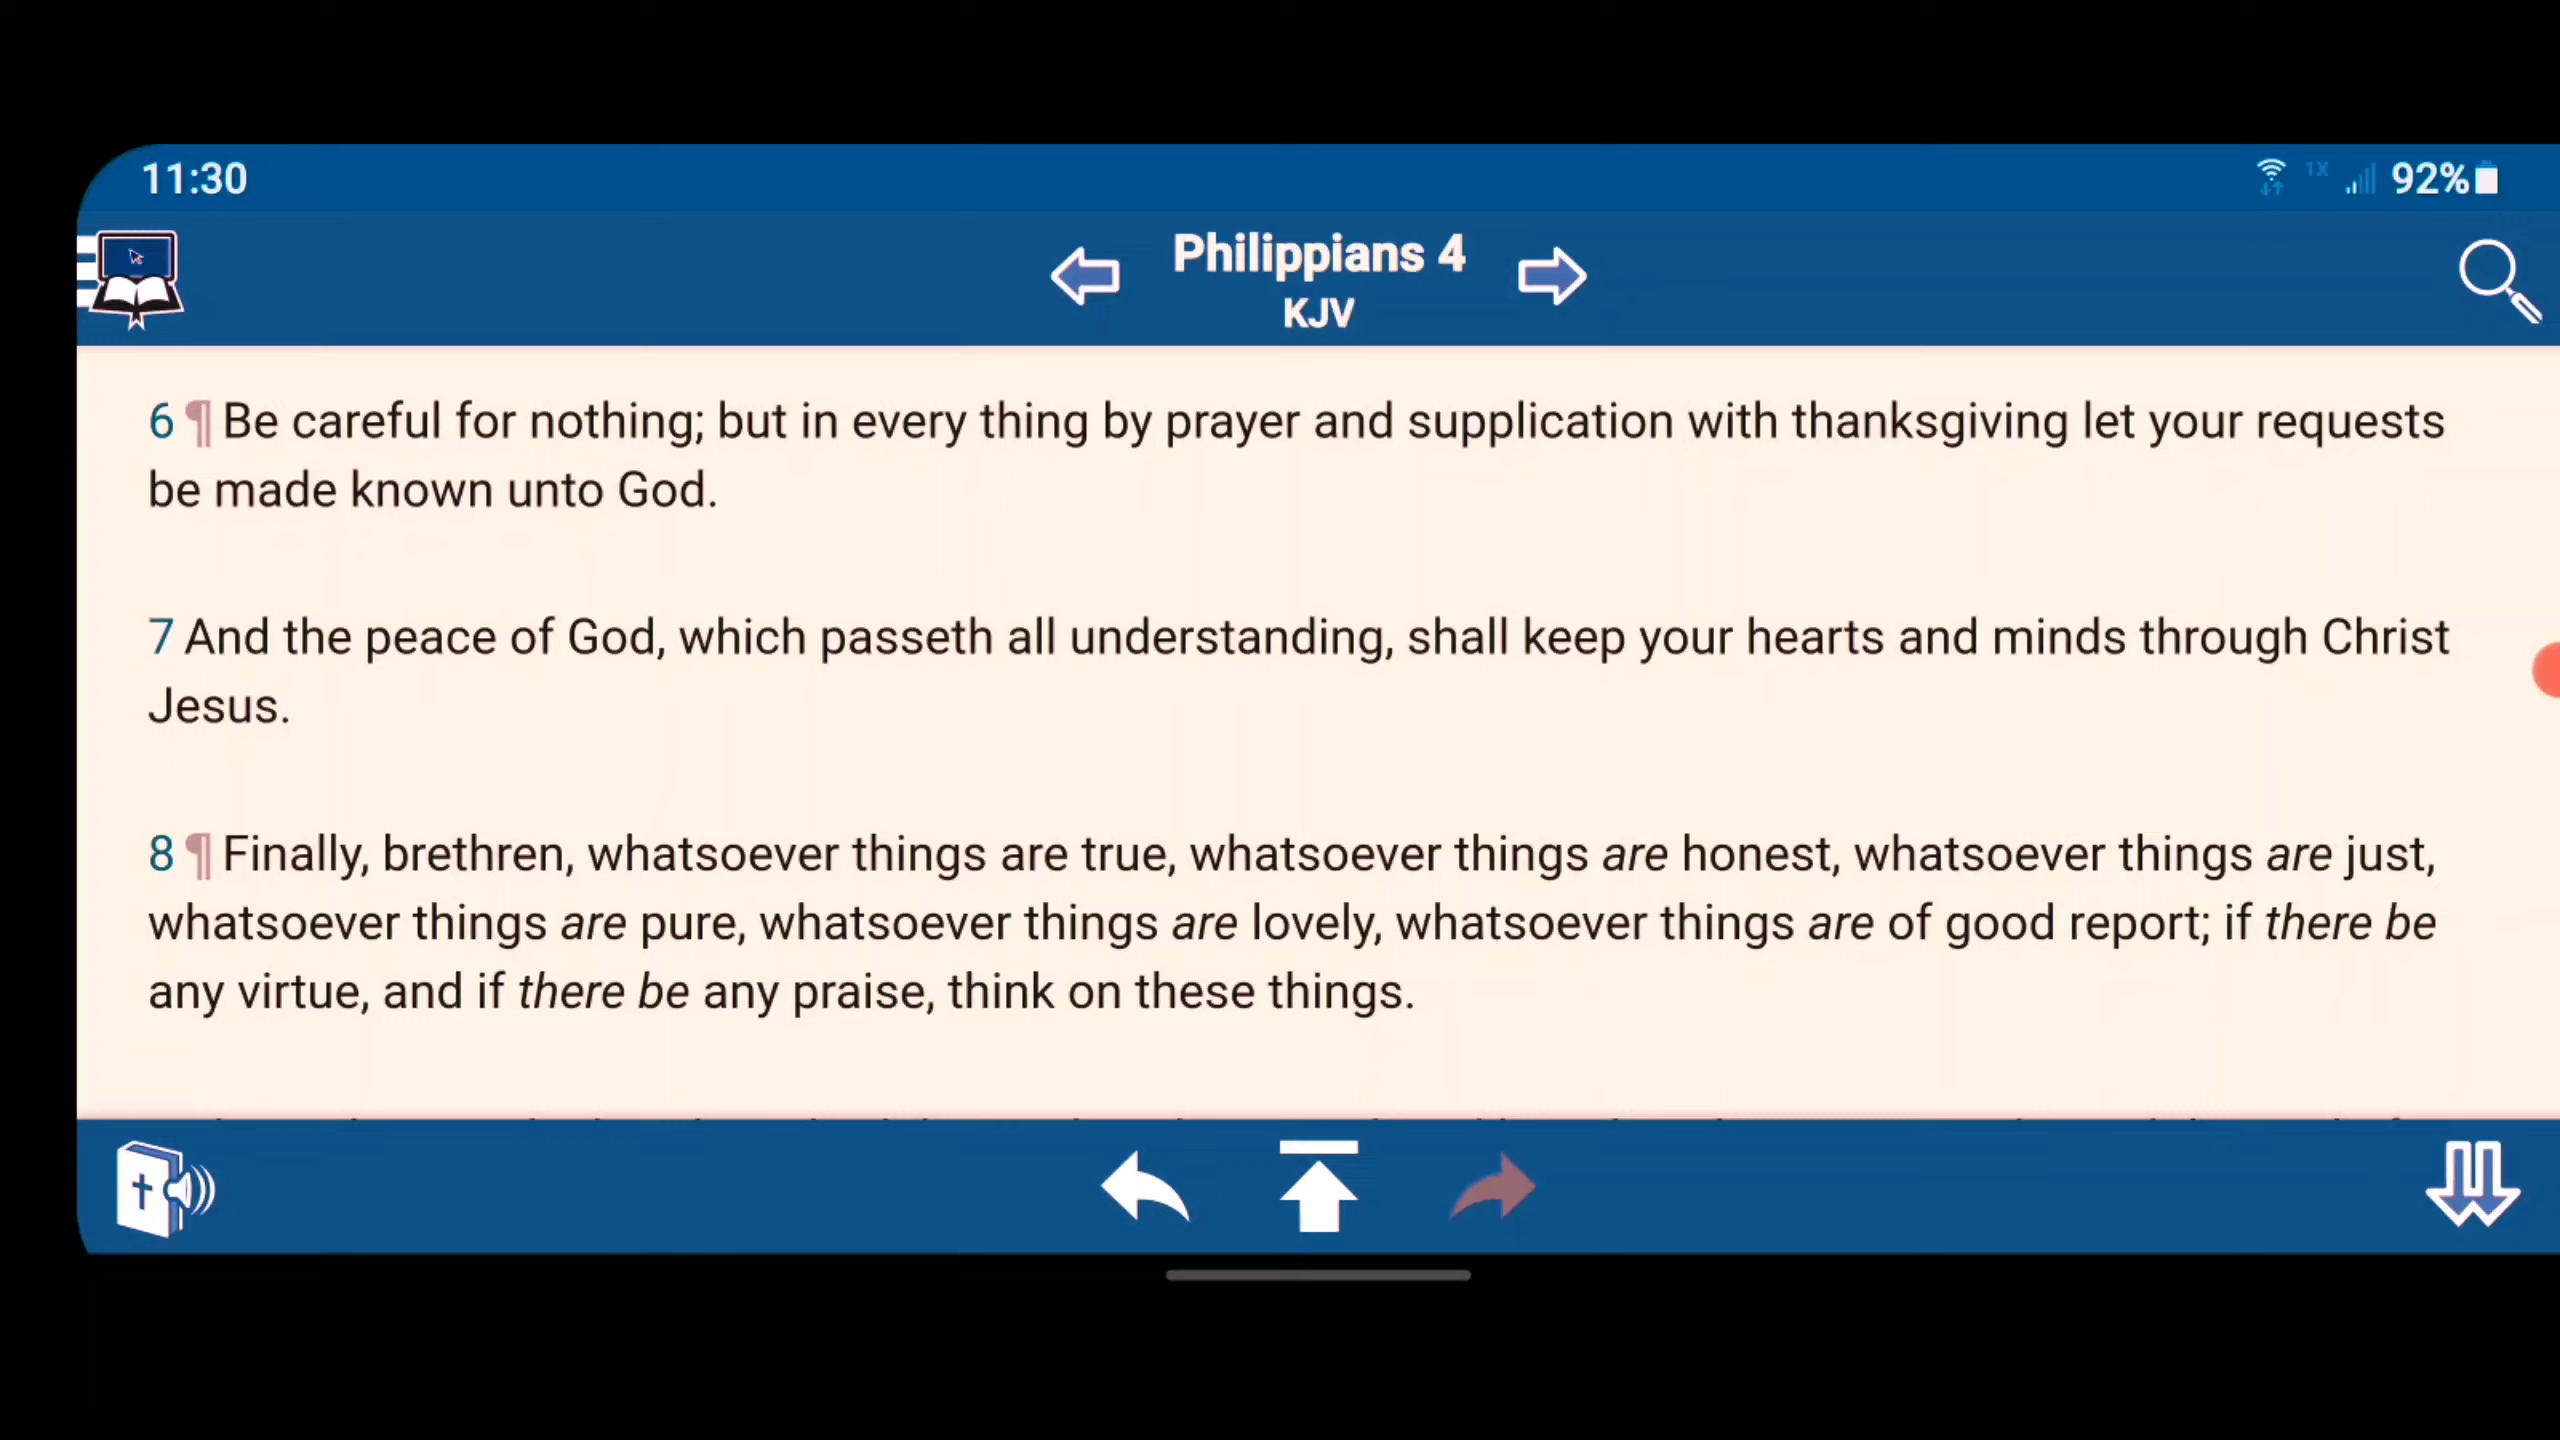 11:30
1X 92%
Philippians 4
KJV
6 ¶ Be careful for nothing; but in every thing by prayer and supplication with thanksgiving let your requests
be made known unto God.
7 And the peace of God, which passeth all understanding, shall keep your hearts and minds through Christ
Jesus.
8 ¶ Finally, brethren, whatsoever things are true, whatsoever things are honest, whatsoever things are just,
whatsoever things are pure, whatsoever things are lovely, whatsoever things are of good report; if there be
any virtue, and if there be any praise, think on these things.